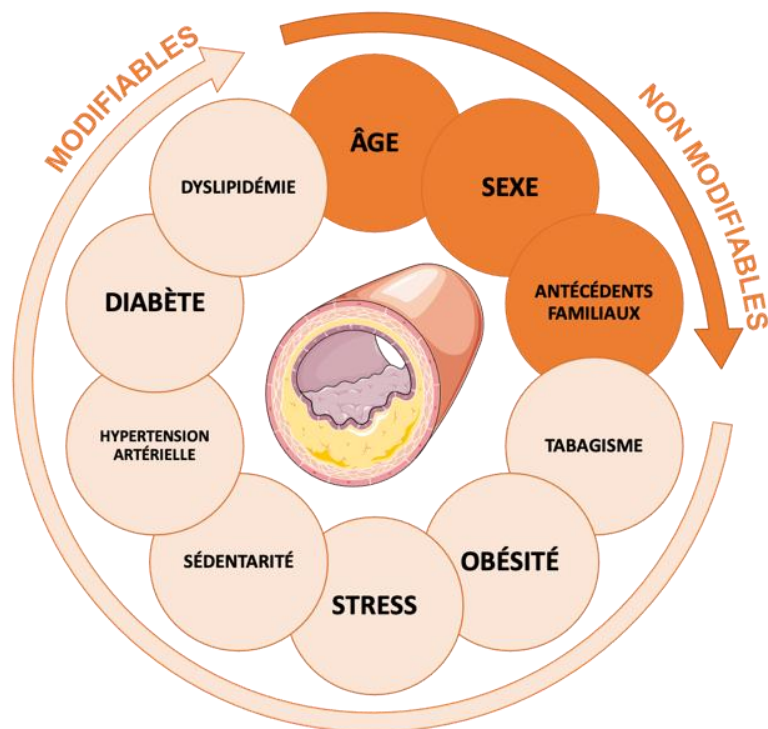 MODIFIABLES
NON MODIFIABLES
ÂGE
SEXE
ANTÉCÉDENTS
FAMILIAUX
TABAGISME
OBÉSITÉ
STRESS
SÉDENTARITÉ
HYPERTENSION
ARTÉRIELLE
DIABÈTE
DYSLIPIDÉMIE